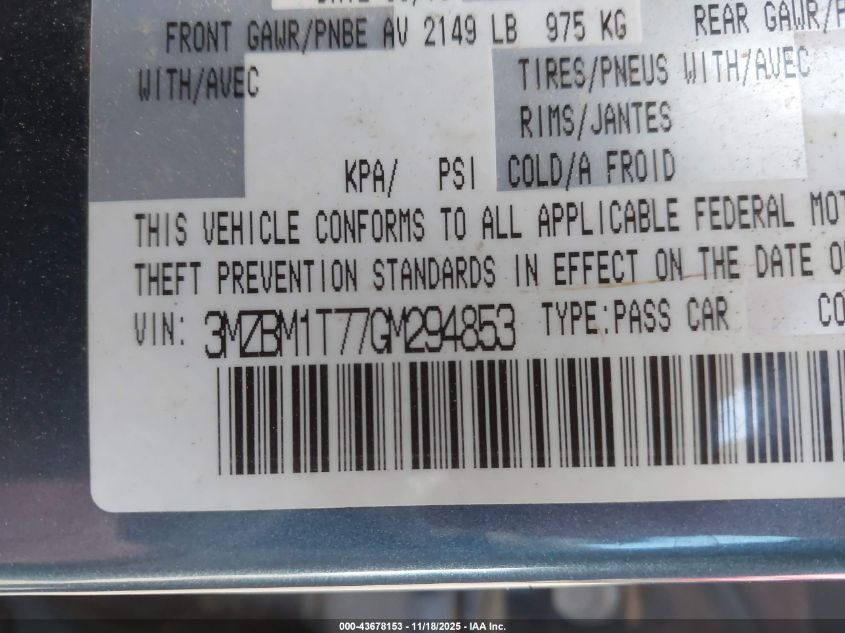 FRONT GAWR/PNBE AV 2149 LB 975 KG REAR GAWR/P
WITH/AVEC TIRES/PNEUS WITH/AVEC
RIMS/JANTES
KPA/ PSI COLD/A FROID
THIS VEHICLE CONFORMS TO ALL APPLICABLE FEDERAL MOT
THEFT PREVENTION STANDARDS IN EFFECT ON THE DATE O
VIN: 3MZBM1T77GM294853 TYPE:PASS CAR CO
000-43678153 - 11/18/2025 - IAA Inc.